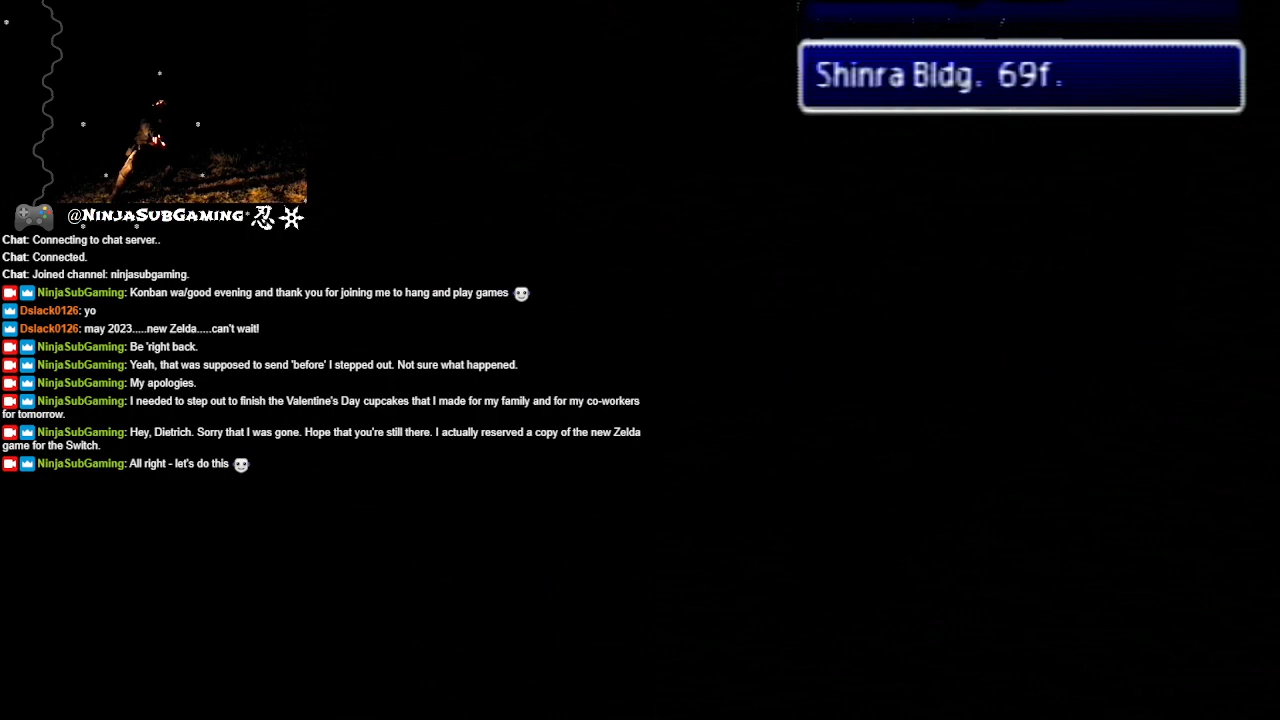 Shinra Bldg. 69f.
@NinjaSubGaming 忍
Chat: Connecting to chat server..
Chat: Connected.
Chat: Joined channel: ninjasubgaming.
NinjaSubGaming: Konban wa/good evening and thank you for joining me to hang and play games
Dslack0126: yo
Dslack0126: may 2023.....new Zelda.....can't wait!
NinjaSubGaming: Be 'right back.
NinjaSubGaming: Yeah, that was supposed to send 'before' I stepped out. Not sure what happened.
NinjaSubGaming: My apologies.
NinjaSubGaming: I needed to step out to finish the Valentine's Day cupcakes that I made for my family and for my co-workers
for tomorrow.
NinjaSubGaming: Hey, Dietrich. Sorry that I was gone. Hope that you're still there. I actually reserved a copy of the new Zelda
game for the Switch.
NinjaSubGaming: All right - let's do this